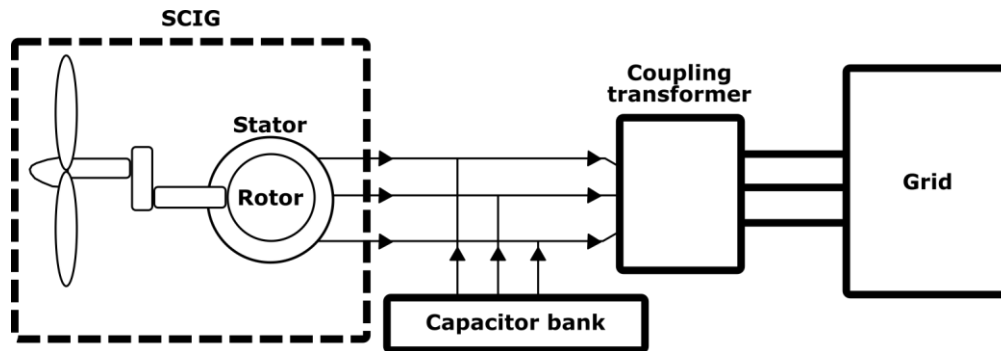 SCIG
Coupling
transformer
Stator
Rotor
Grid
Capacitor bank